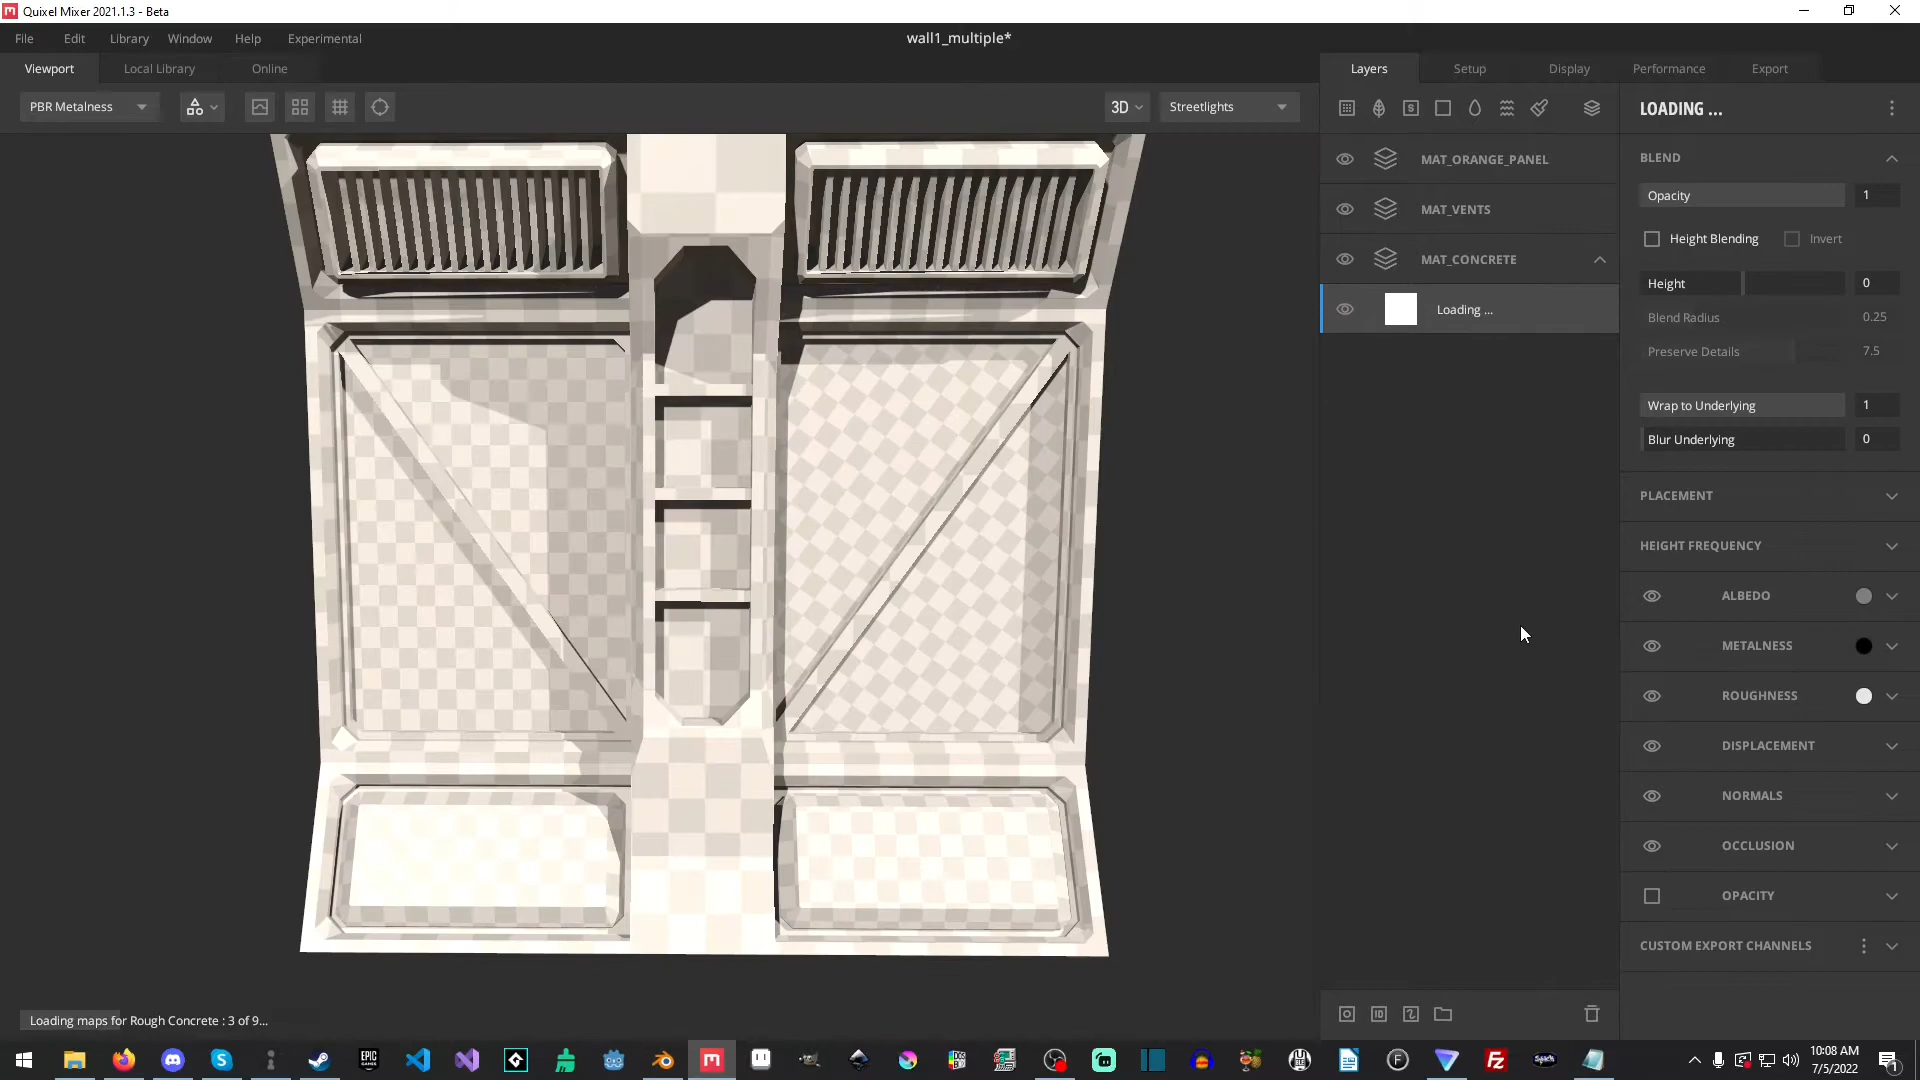 Quixel Mixer 2021.1.3 - Beta
File Edit Library Window Help Experimental
wall1_multiple*
Viewport Local Library Online
Layers Setup Display Performance Export
PBR Metalness
3D
Streetlights
LOADING ...
MAT_ORANGE_PANEL
MAT_VENTS
MAT_CONCRETE
Loading ...
BLEND
Opacity 1
Height Blending Invert
Height 0
Blend Radius 0.25
Preserve Details 7.5
Wrap to Underlying 1
Blur Underlying 0
PLACEMENT
HEIGHT FREQUENCY
ALBEDO
METALNESS
ROUGHNESS
DISPLACEMENT
NORMALS
OCCLUSION
OPACITY
CUSTOM EXPORT CHANNELS
Loading maps for Rough Concrete : 3 of 9...
EPIC GAMES
10:08 AM
7/5/2022